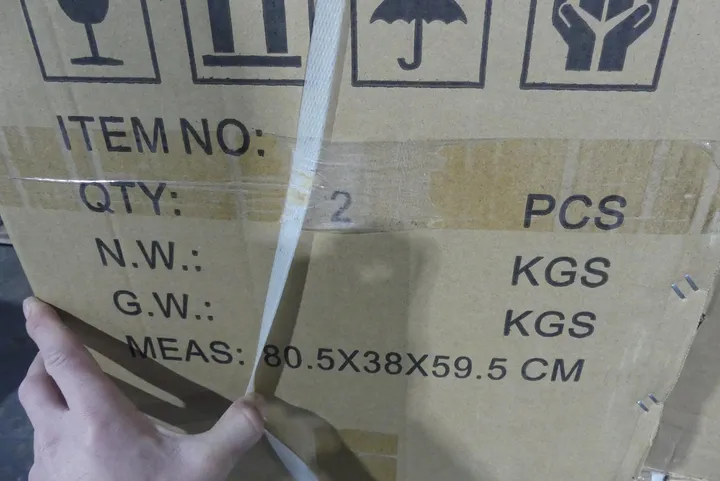 ITEM NO:
QTY: 2 PCS
N.W.: KGS
G.W.: KGS
MEAS: 80.5X38X59.5 CM